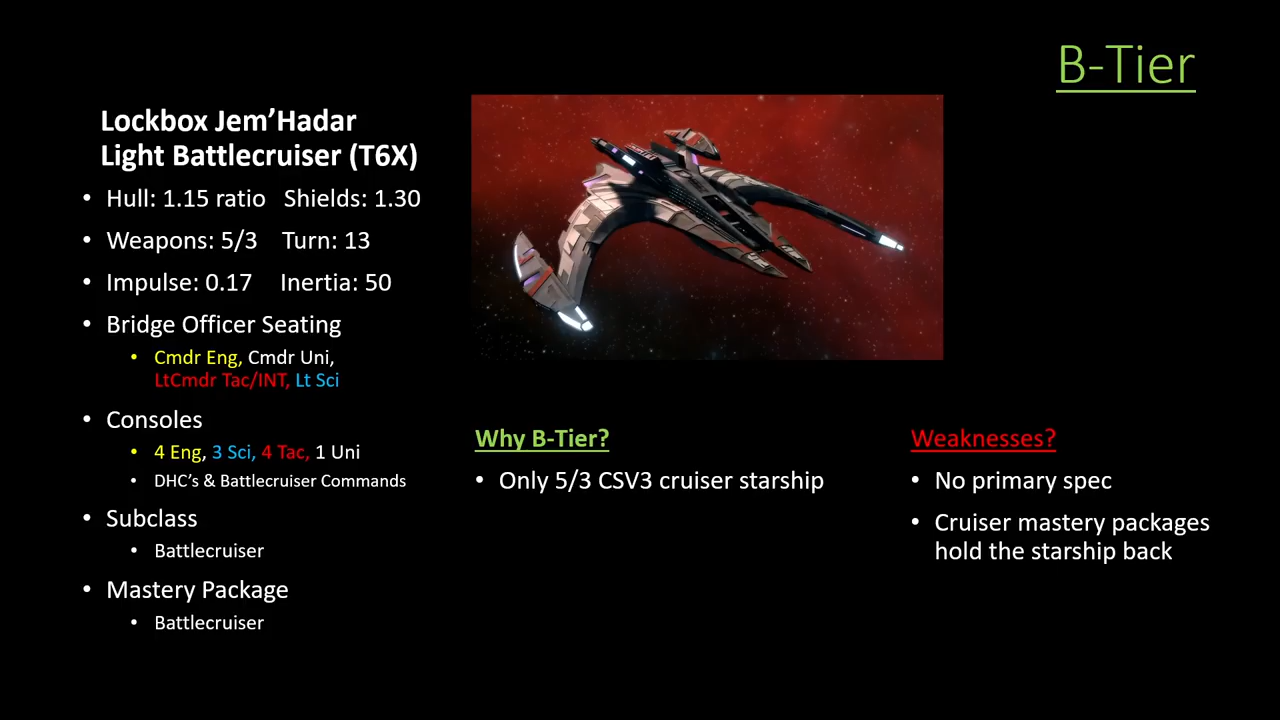 B-Tier
Lockbox Jem'Hadar
Light Battlecruiser (T6X)
• Hull: 1.15 ratio Shields: 1.30
• Weapons: 5/3 Turn: 13
• Impulse: 0.17 Inertia: 50
• Bridge Officer Seating
• Cmdr Eng, Cmdr Uni,
LtCmdr Tac/INT, Lt Sci
• Consoles
• 4 Eng, 3 Sci, 4 Tac, 1 Uni
• DHC's & Battlecruiser Commands
• Subclass
• Battlecruiser
• Mastery Package
• Battlecruiser
Why B-Tier?
• Only 5/3 CSV3 cruiser starship
Weaknesses?
• No primary spec
• Cruiser mastery packages
hold the starship back